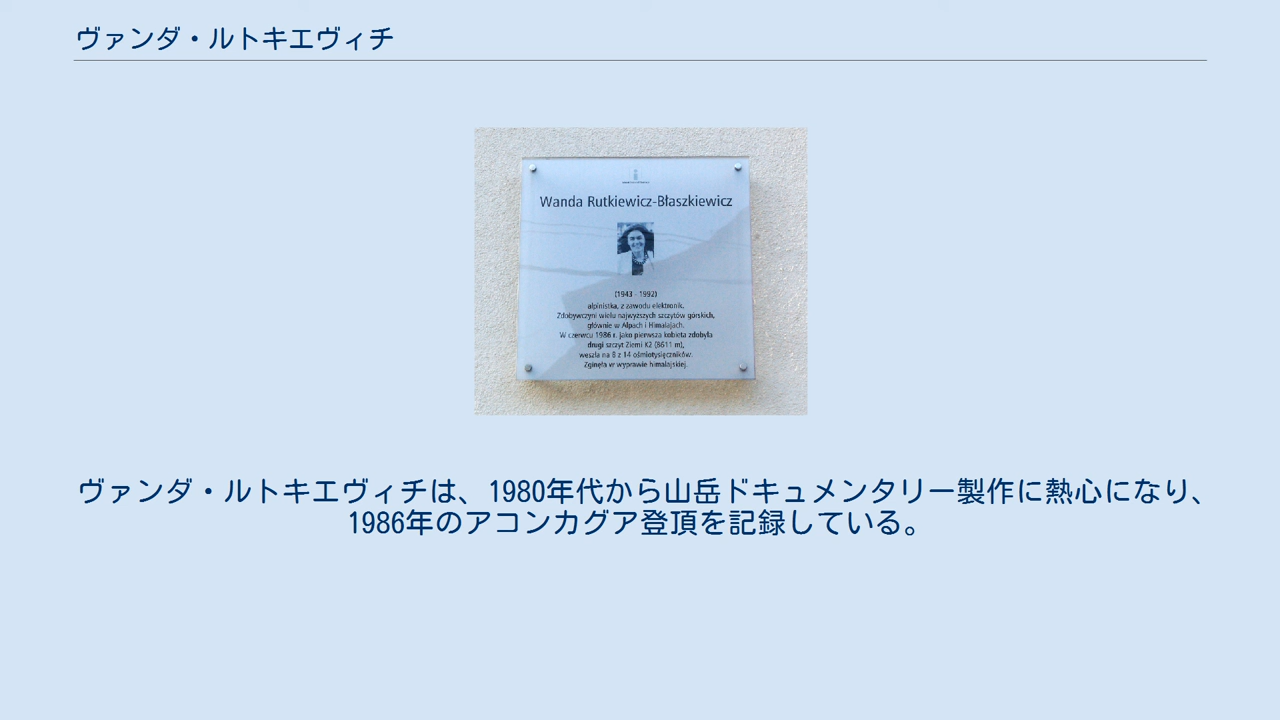 ヴァンダ・ルトキエヴィチ
Wanda Rutkiewicz-Błaszkiewicz
(1943 - 1992)
alpinistka, z zawodu elektronic.
Zdobywczyni wielu najwyższych szczytów górskich,
głównie w Alpach i Himalajach.
W czerwcu 1986 r. jako pierwsza kobieta zdobyła
drugi szczyt Ziemi K2 (8611 m),
weszła na 8 z 14 ośmiotysięczników.
Zginęła w wyprawie himalajskiej.
ヴァンダ・ルトキエヴィチは、1980年代から山岳ドキュメンタリー製作に熱心になり、
1986年のアコンカグア登頂を記録している。